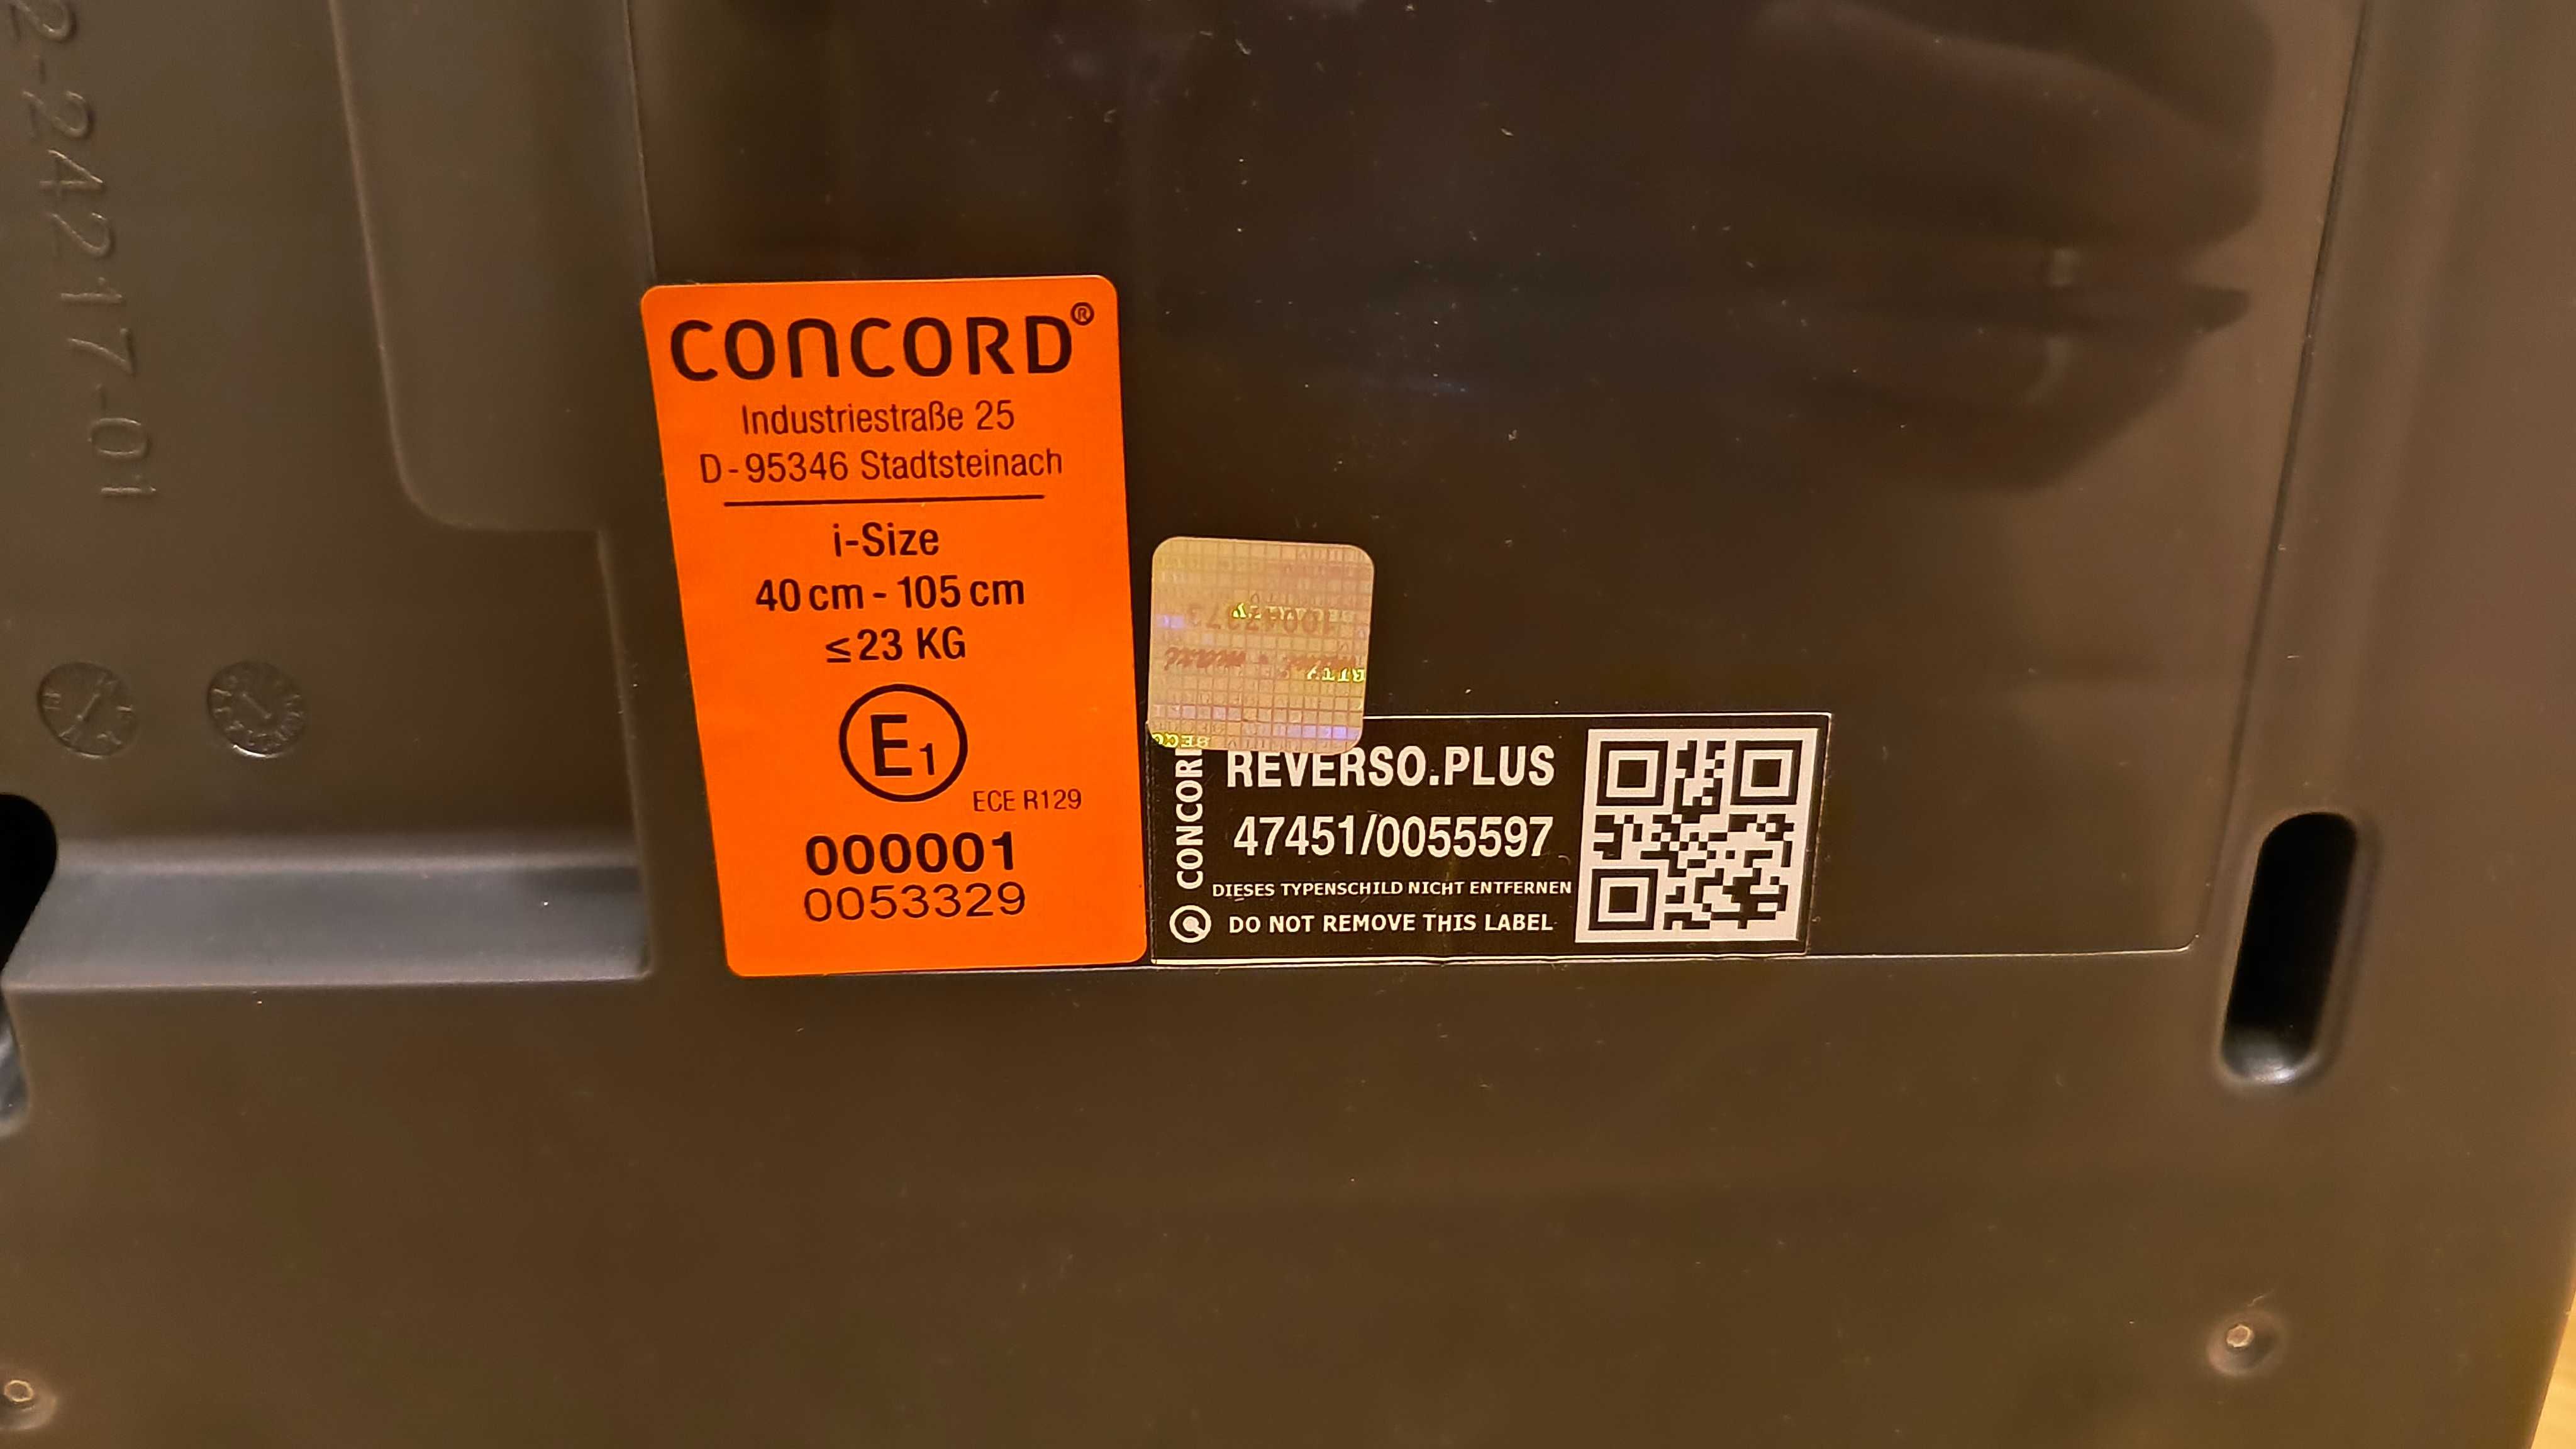 2-24217-01
CONCORD®
Industriestraße 25
D-95346 Stadtsteinach
i-Size
40 cm - 105 cm
≤23 KG
E1
ECE R129
000001
0053329
CONCORD
REVERSO.PLUS
47451/0055597
DIESES TYPENSCHILD NICHT ENTFERNEN
DO NOT REMOVE THIS LABEL